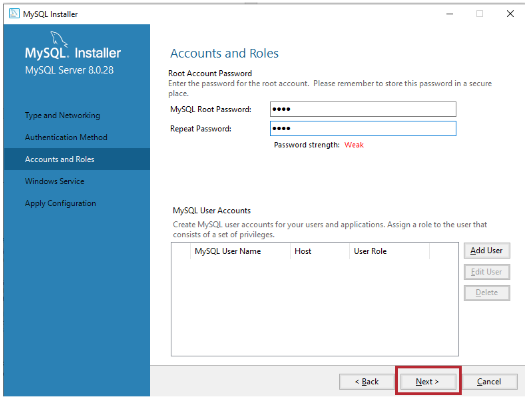 MySQL Installer
MySQL. Installer
MySQL Server 8.0.28
Type and Networking
Authentication Method
Accounts and Roles
Windows Service
Apply Configuration
Accounts and Roles
Root Account Password
Enter the password for the root account. Please remember to store this password in a secure
place.
MySQL Root Password: ●●●●
Repeat Password: ●●●●
Password strength: Weak
MySQL User Accounts
Create MySQL user accounts for your users and applications. Assign a role to the user that
consists of a set of privileges.
MySQL User Name Host User Role
Add User
Edit User
Delete
< Back Next > Cancel